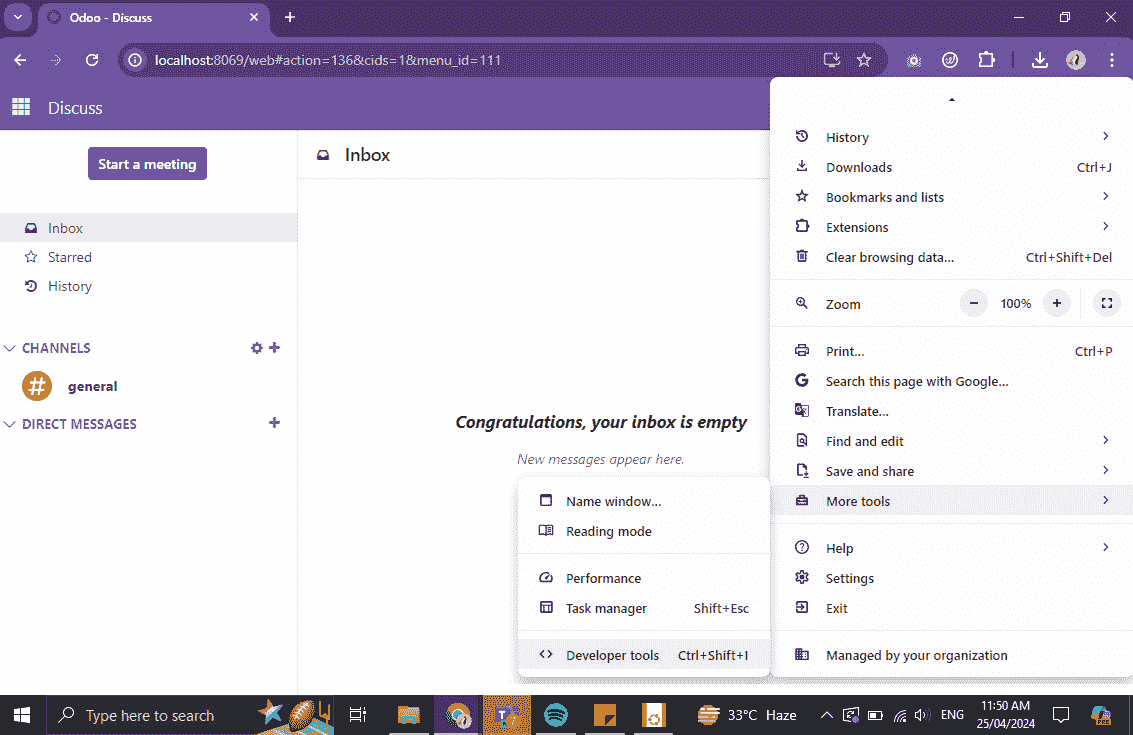 Odoo - Discuss
localhost:8069/web#action=136&cids=1&menu_id=111
Discuss
Start a meeting
Inbox
Starred
History
CHANNELS
general
DIRECT MESSAGES
Inbox
Congratulations, your inbox is empty
New messages appear here.
History
Downloads Ctrl+J
Bookmarks and lists
Extensions
Clear browsing data... Ctrl+Shift+Del
Zoom 100%
Print... Ctrl+P
Search this page with Google...
Translate...
Find and edit
Save and share
More tools
Help
Settings
Exit
Managed by your organization
Name window...
Reading mode
Performance
Task manager Shift+Esc
Developer tools Ctrl+Shift+I
Type here to search
33°C Haze
ENG
11:50 AM
25/04/2024
PRE